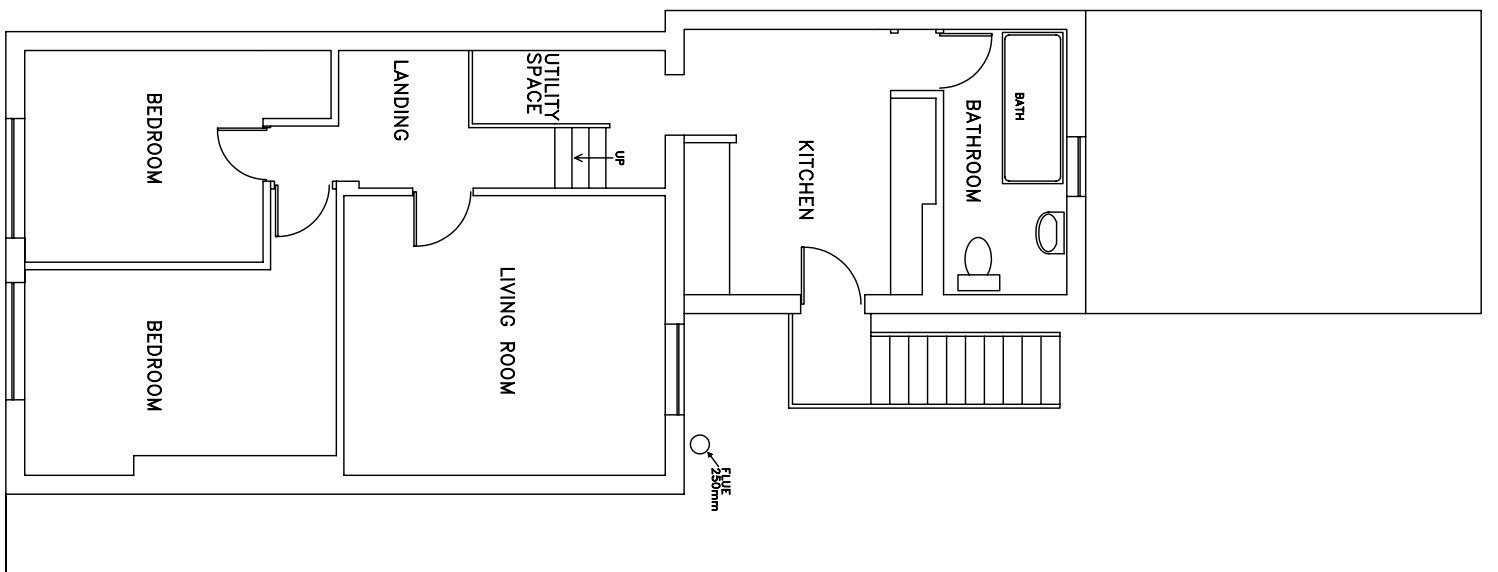 BEDROOM
LANDING
UTILITY
SPACE
UP
KITCHEN
BATHROOM
BATH
LIVING ROOM
BEDROOM
FLUE
250mm